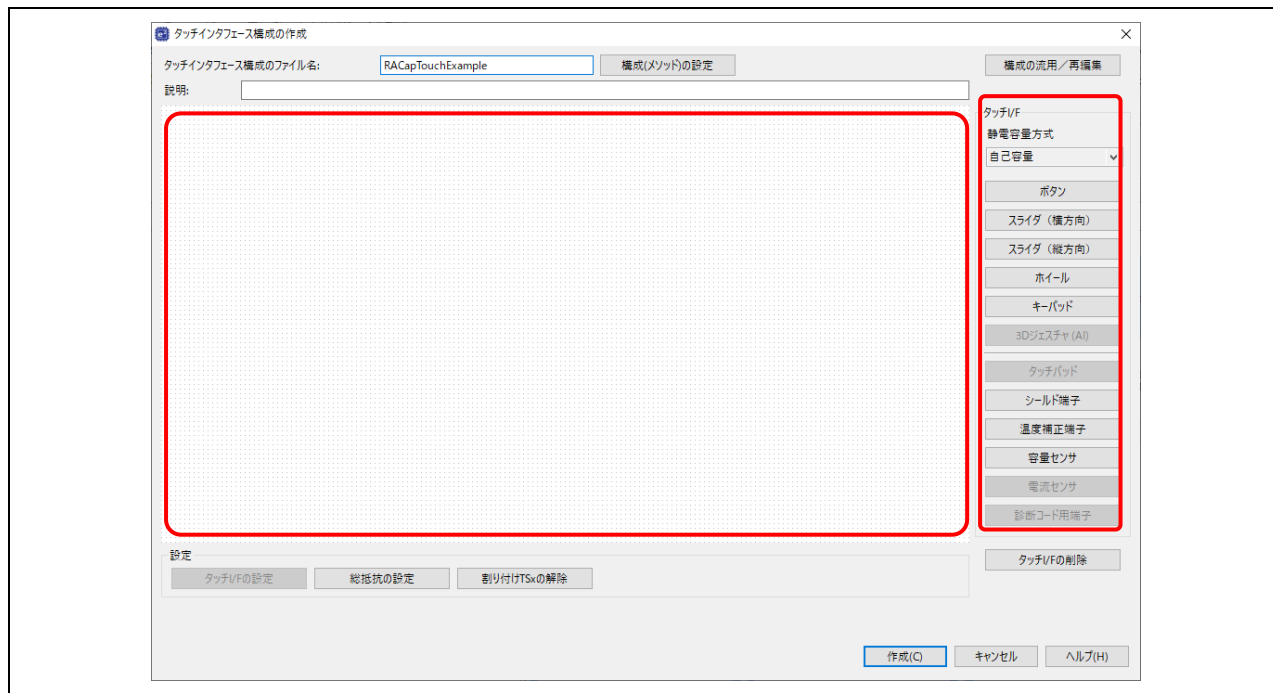 タッチインタフェース構成の作成
タッチインタフェース構成のファイル名: RACapTouchExample 構成(メソッド)の設定 構成の流用／再編集
説明:
タッチI/F
静電容量方式
自己容量
ボタン
スライダ（横方向）
スライダ（縦方向）
ホイール
キーパッド
3Dジェスチャ (AI)
タッチパッド
シールド端子
温度補正端子
容量センサ
電流センサ
診断コード用端子
設定
タッチI/Fの設定 総抵抗の設定 割り付けTSxの解除 タッチI/Fの削除
作成(C) キャンセル ヘルプ(H)